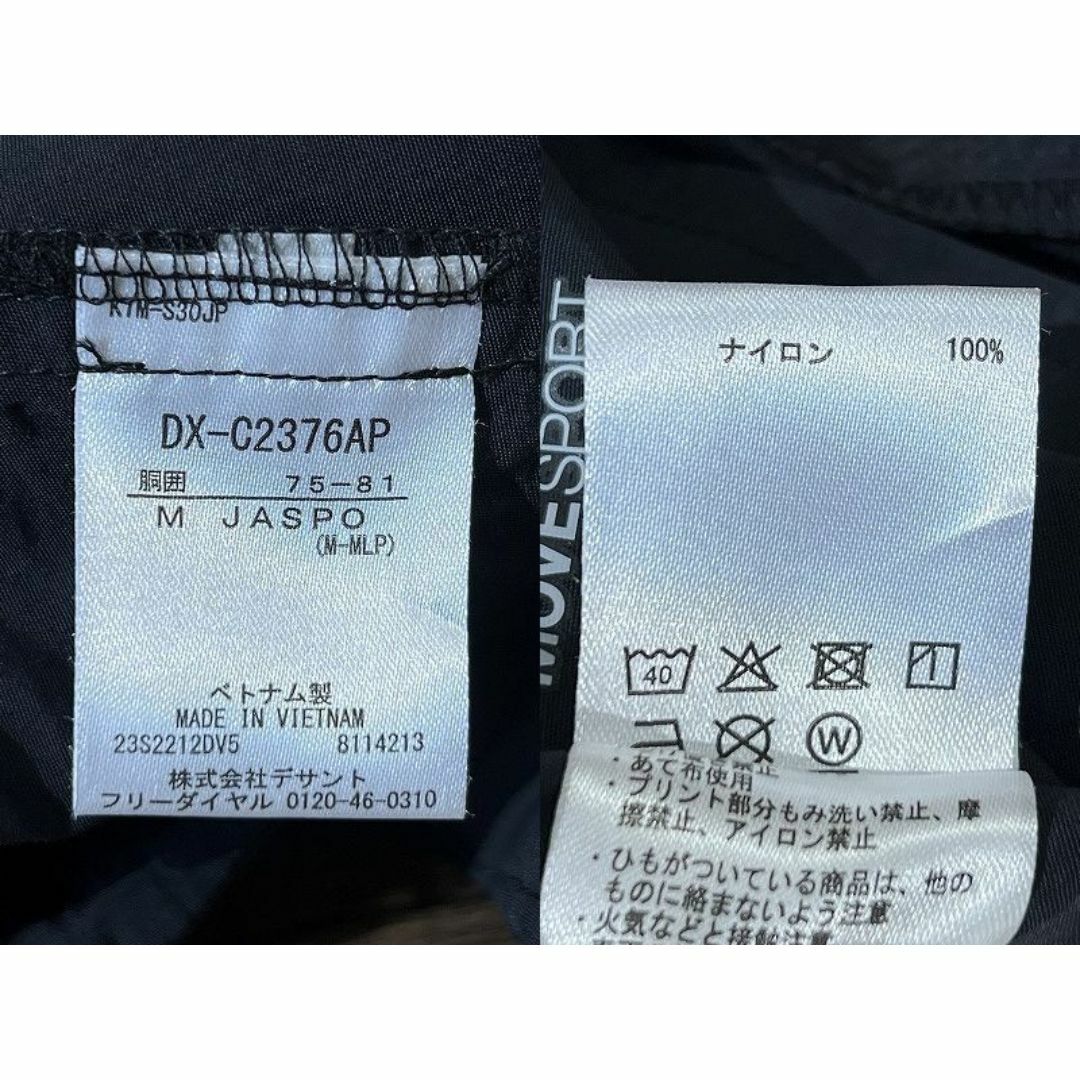 K7M-S30JP
DX-C2376AP
胴囲 75-81
M JASPO
(M-MLP)
ベトナム製
MADE IN VIETNAM
23S2212DV5 8114213
株式会社デサント
フリーダイヤル 0120-46-0310
MOVESPORT
ナイロン 100%
40
W
・あて布使用
・プリント部分もみ洗い禁止、摩
擦禁止、アイロン禁止
・ひもがついている商品は、他の
ものに絡まないよう注意
・火気などと接触注意